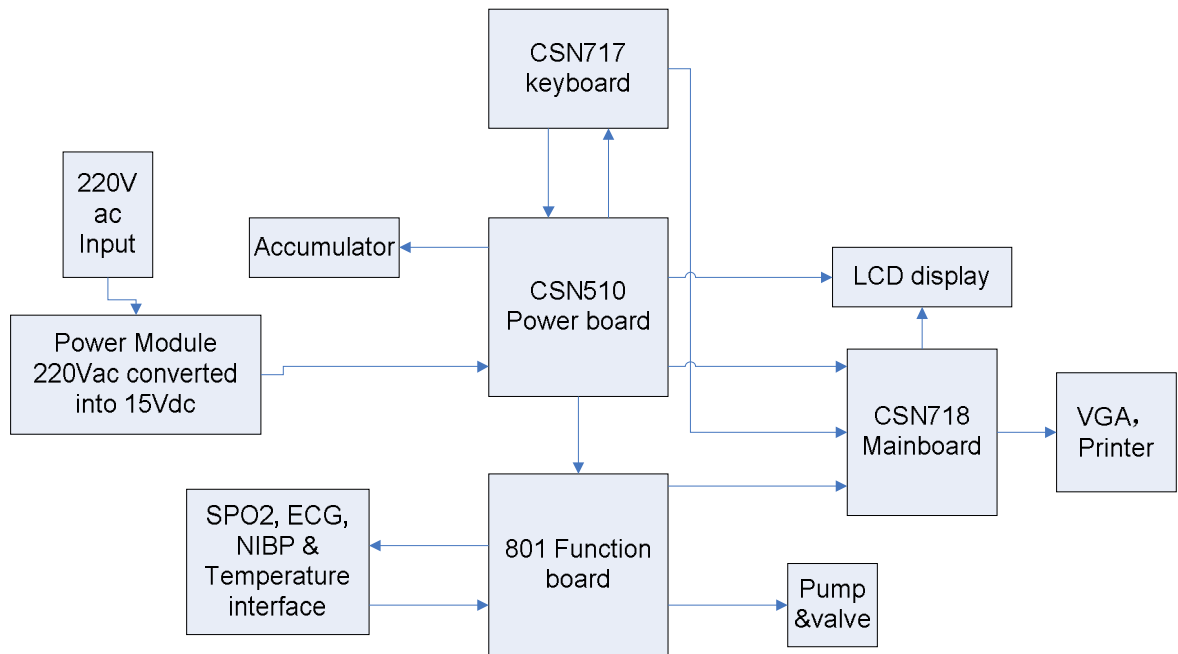 CSN717
keyboard
220V
ac
Input
Accumulator
CSN510
Power board
LCD display
Power Module
220Vac converted
into 15Vdc
CSN718
Mainboard
VGA，
Printer
SPO2, ECG,
NIBP &
Temperature
interface
801 Function
board
Pump
&valve